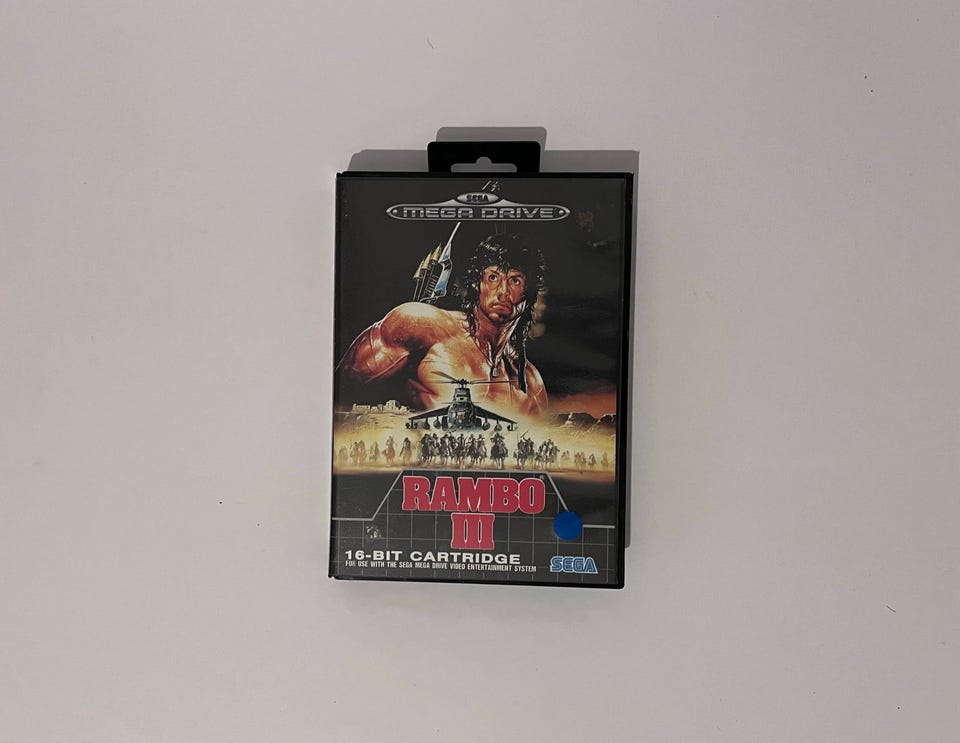 SEGA
MEGA DRIVE
RAMBO
III
16-BIT CARTRIDGE
FOR USE WITH THE SEGA MEGA DRIVE VIDEO ENTERTAINMENT SYSTEM
SEGA